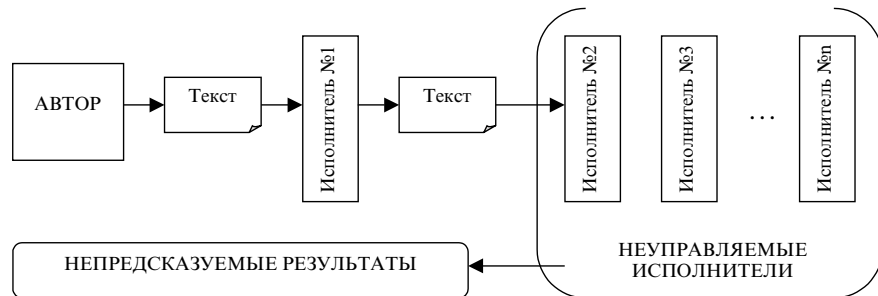 АВТОР
Текст
Исполнитель №1
Текст
Исполнитель №2
Исполнитель №3
...
Исполнитель №n
НЕПРЕДСКАЗУЕМЫЕ РЕЗУЛЬТАТЫ
НЕУПРАВЛЯЕМЫЕ
ИСПОЛНИТЕЛИ